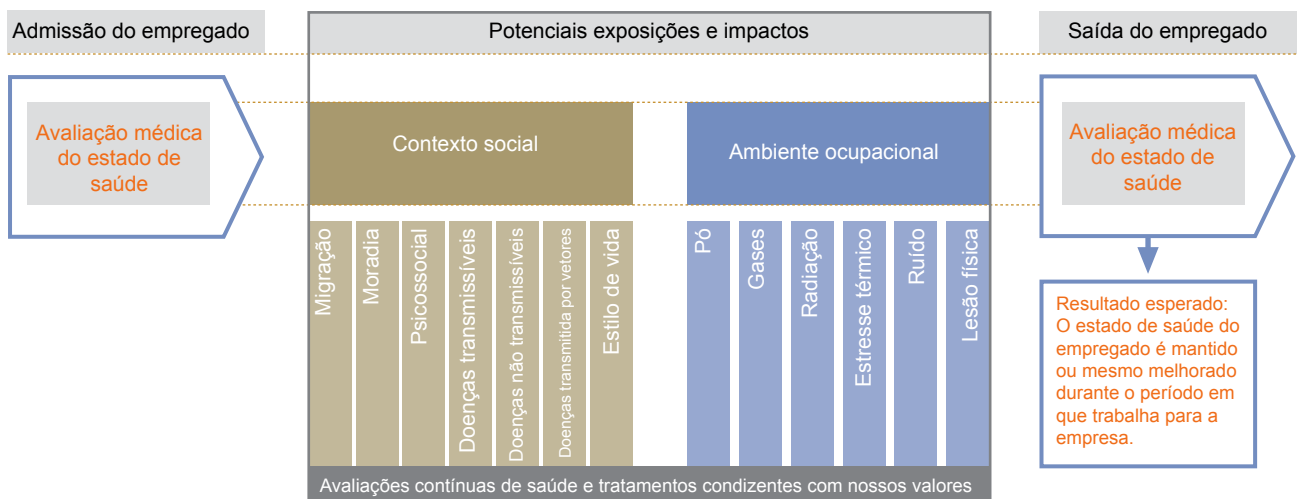 Admissão do empregado
Potenciais exposições e impactos
Saída do empregado
Avaliação médica
do estado de
saúde
Contexto social
Ambiente ocupacional
Avaliação médica
do estado de
saúde
Migração
Moradia
Psicossocial
Doenças transmissíveis
Doenças não transmissíveis
Doenças transmitida por vetores
Estilo de vida
Pó
Gases
Radiação
Estresse térmico
Ruído
Lesão física
Resultado esperado:
O estado de saúde do
empregado é mantido
ou mesmo melhorado
durante o período em
que trabalha para a
empresa.
Avaliações contínuas de saúde e tratamentos condizentes com nossos valores